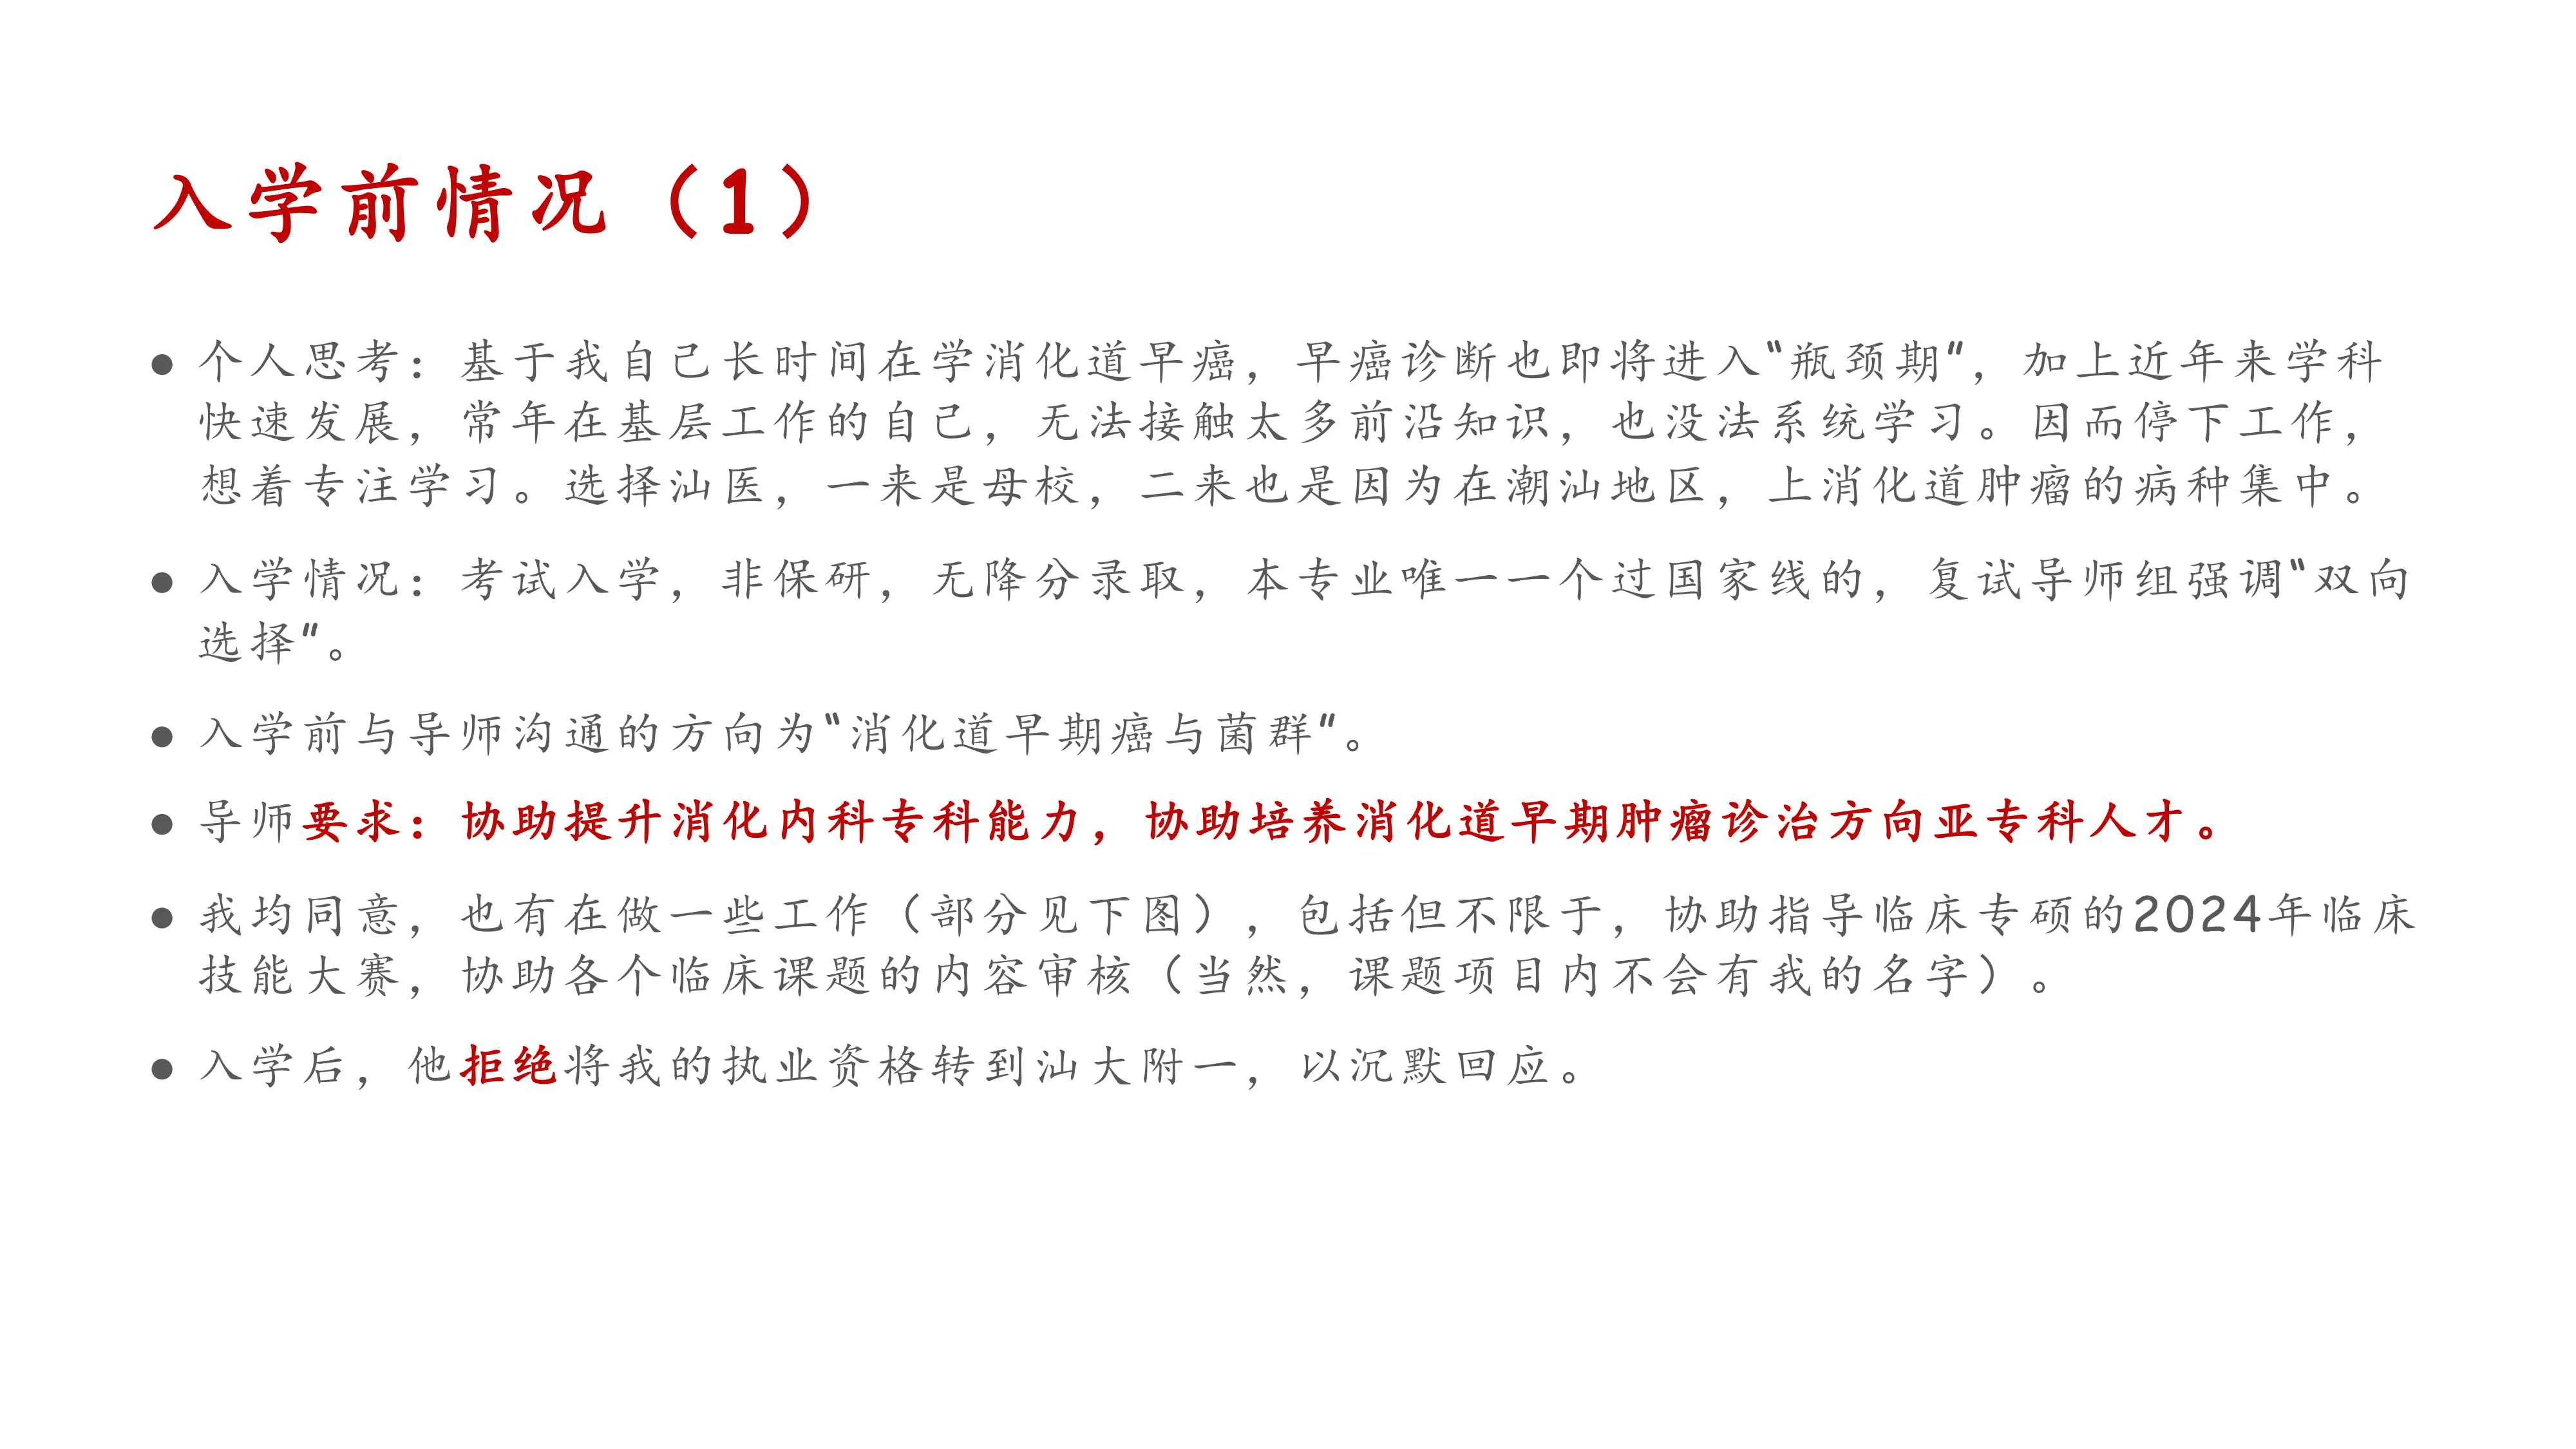 入学前情况（1）
● 个人思考：基于我自己长时间在学消化道早癌，早癌诊断也即将进入“瓶颈期”，加上近年来学科
快速发展，常年在基层工作的自己，无法接触太多前沿知识，也没法系统学习。因而停下工作，
想着专注学习。选择汕医，一来是母校，二来也是因为在潮汕地区，上消化道肿瘤的病种集中。
● 入学情况：考试入学，非保研，无降分录取，本专业唯一一个过国家线的，复试导师组强调“双向
选择”。
● 入学前与导师沟通的方向为“消化道早期癌与菌群”。
● 导师要求：协助提升消化内科专科能力，协助培养消化道早期肿瘤诊治方向亚专科人才。
● 我均同意，也有在做一些工作（部分见下图），包括但不限于，协助指导临床专硕的2024年临床
技能大赛，协助各个临床课题的内容审核（当然，课题项目内不会有我的名字）。
● 入学后，他拒绝将我的执业资格转到汕大附一，以沉默回应。